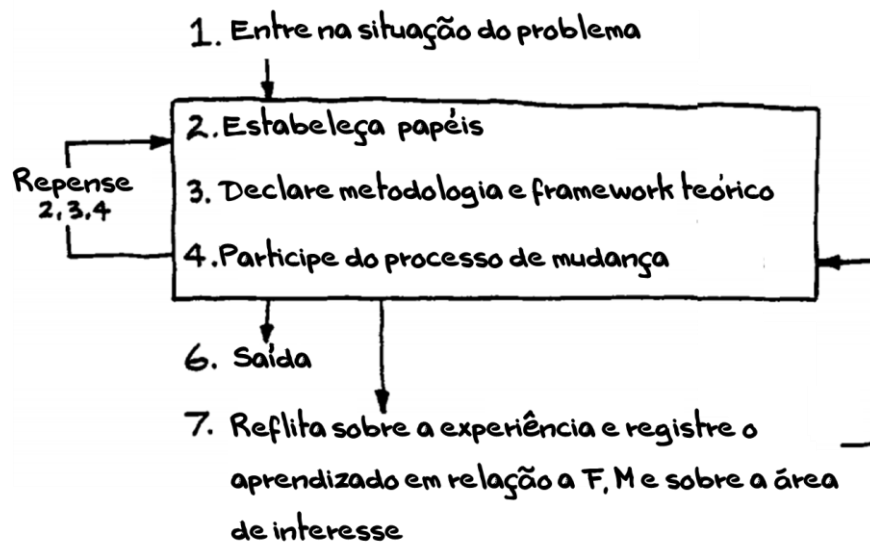 1. Entre na situação do problema
2. Estabeleça papéis
3. Declare metodologia e framework teórico
4. Participe do processo de mudança
Repense
2, 3, 4
6. Saída
7. Reflita sobre a experiência e registre o
aprendizado em relação a F, M e sobre a área
de interesse